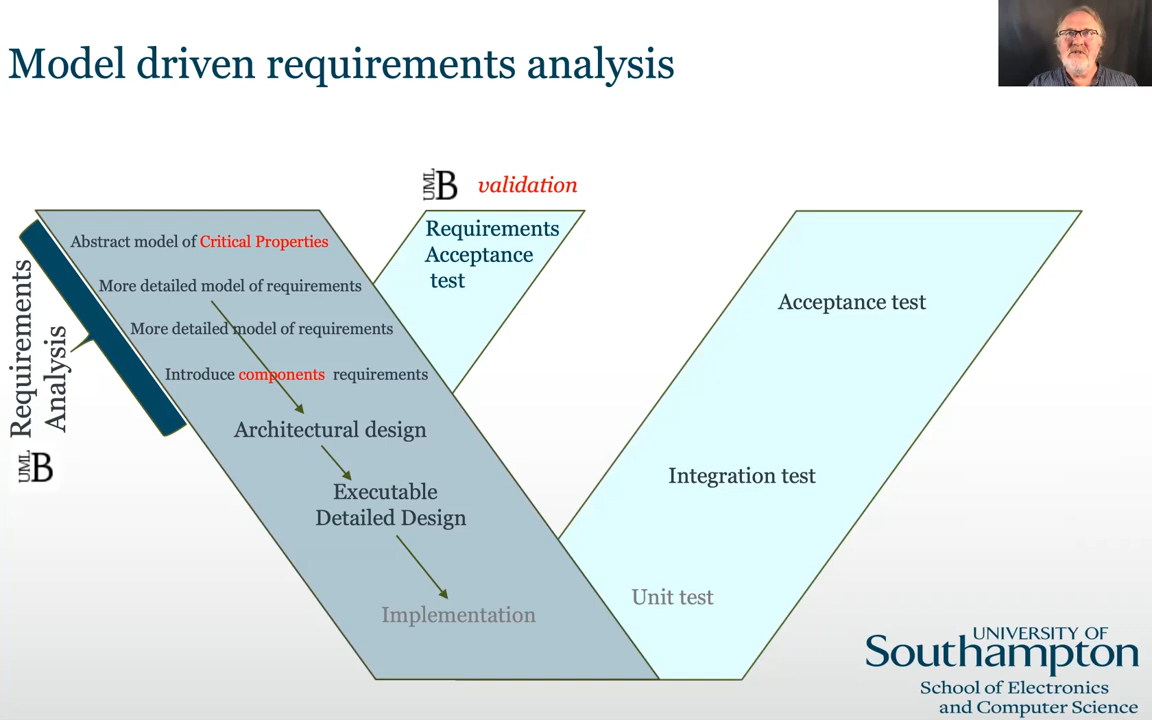 Model driven requirements analysis
UML B validation
Abstract model of Critical Properties
More detailed model of requirements
More detailed model of requirements
Introduce components requirements
Architectural design
Executable
Detailed Design
Implementation
Requirements
Analysis
UML B
Requirements
Acceptance
test
Acceptance test
Integration test
Unit test
UNIVERSITY OF
Southampton
School of Electronics
and Computer Science